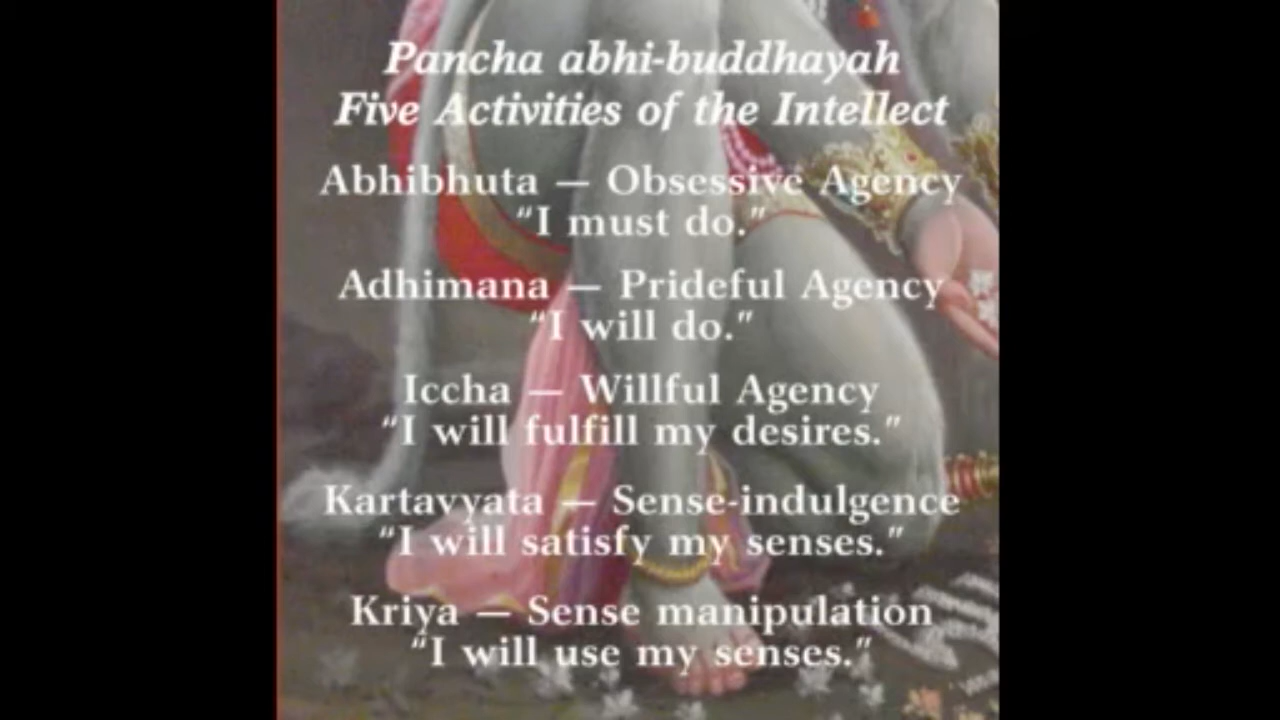 Pancha abhi-buddhayah
Five Activities of the Intellect
Abhibhuta — Obsessive Agency
“I must do.”
Adhimana — Prideful Agency
“I will do.”
Iccha — Willful Agency
“I will fulfill my desires.”
Kartavyata — Sense-indulgence
“I will satisfy my senses.”
Kriya — Sense manipulation
“I will use my senses.”